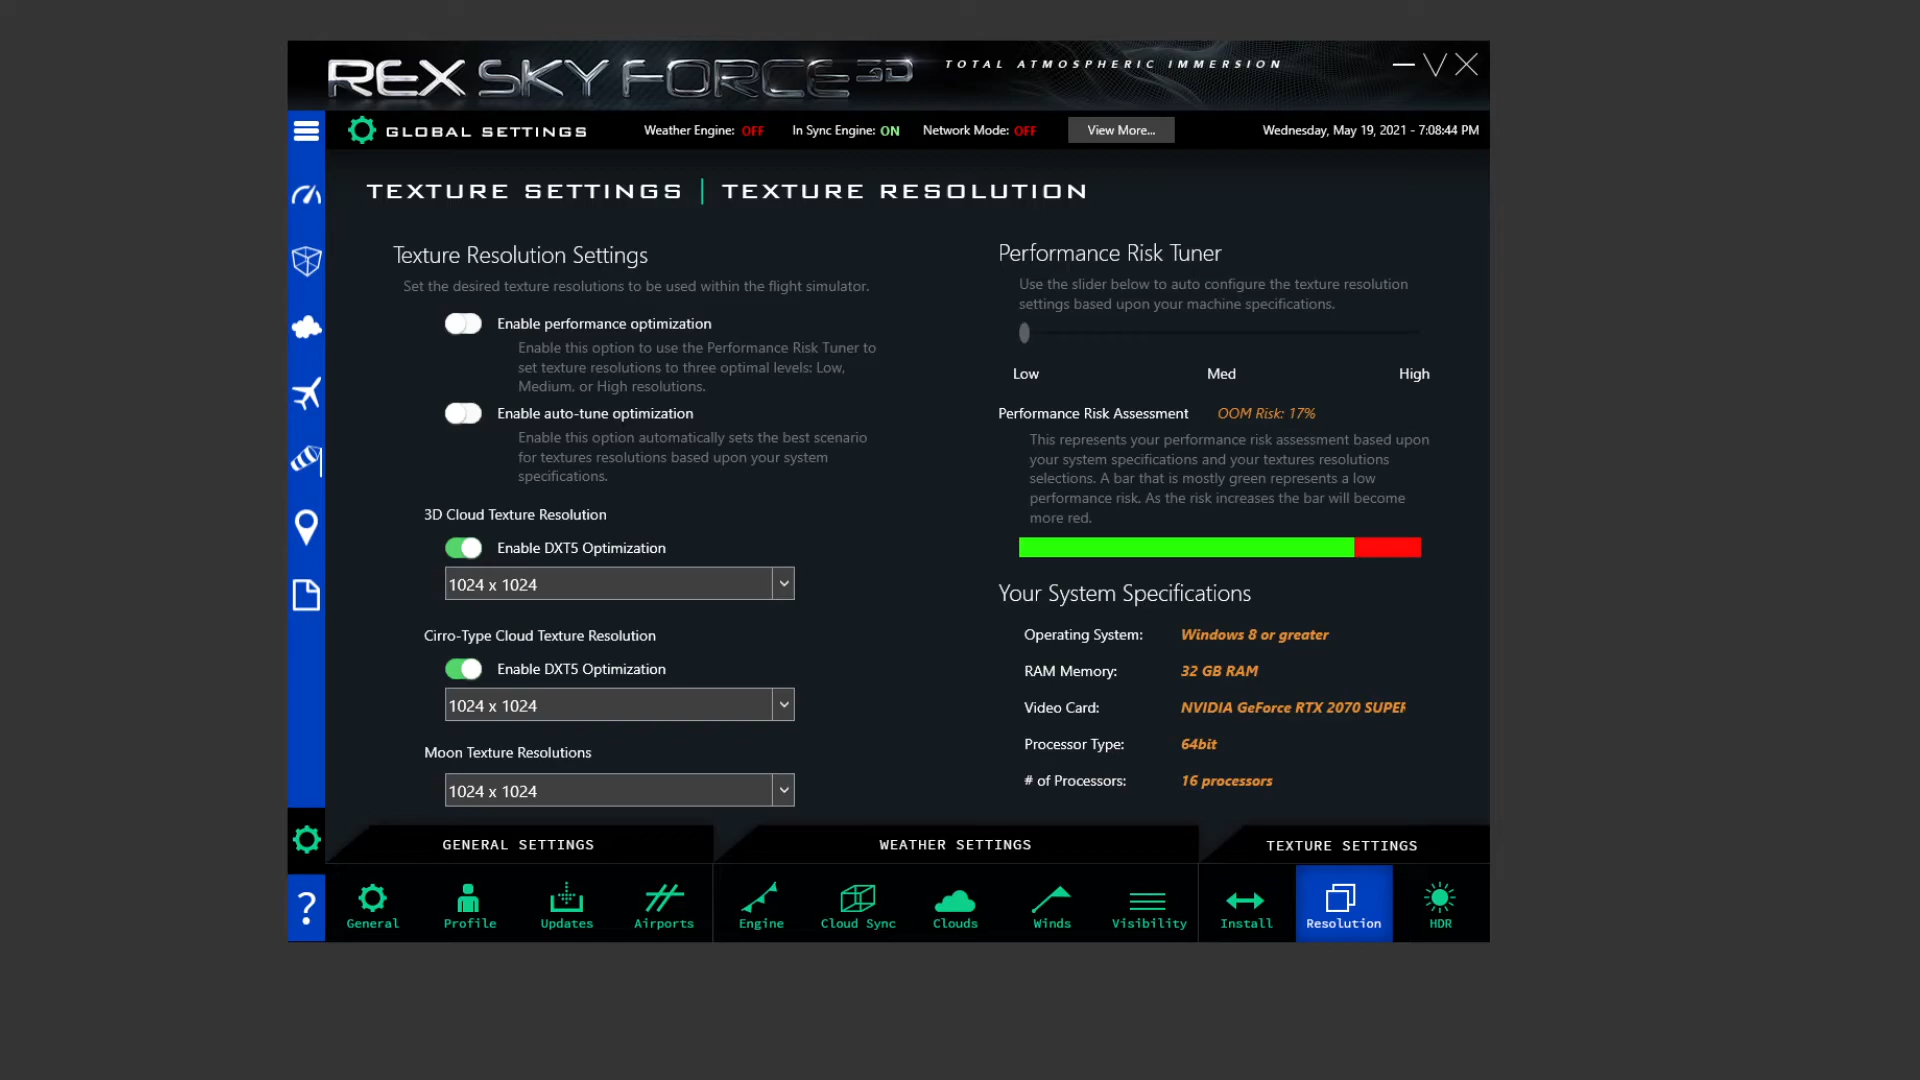 REX SKY FORCE 3D
TOTAL ATMOSPHERIC IMMERSION
GLOBAL SETTINGS
Weather Engine: OFF
In Sync Engine: ON
Network Mode: OFF
View More...
Wednesday, May 19, 2021 - 7:08:44 PM
TEXTURE SETTINGS | TEXTURE RESOLUTION
Texture Resolution Settings
Set the desired texture resolutions to be used within the flight simulator.
Enable performance optimization
Enable this option to use the Performance Risk Tuner to
set texture resolutions to three optimal levels: Low,
Medium, or High resolutions.
Enable auto-tune optimization
Enable this option automatically sets the best scenario
for textures resolutions based upon your system
specifications.
3D Cloud Texture Resolution
Enable DXT5 Optimization
1024 x 1024
Cirro-Type Cloud Texture Resolution
Enable DXT5 Optimization
1024 x 1024
Moon Texture Resolutions
1024 x 1024
Performance Risk Tuner
Use the slider below to auto configure the texture resolution
settings based upon your machine specifications.
Low
Med
High
Performance Risk Assessment
OOM Risk: 17%
This represents your performance risk assessment based upon
your system specifications and your textures resolutions
selections. A bar that is mostly green represents a low
performance risk. As the risk increases the bar will become
more red.
Your System Specifications
Operating System: Windows 8 or greater
RAM Memory: 32 GB RAM
Video Card: NVIDIA GeForce RTX 2070 SUPER
Processor Type: 64bit
# of Processors: 16 processors
GENERAL SETTINGS
WEATHER SETTINGS
TEXTURE SETTINGS
?
General
Profile
Updates
Airports
Engine
Cloud Sync
Clouds
Winds
Visibility
Install
Resolution
HDR